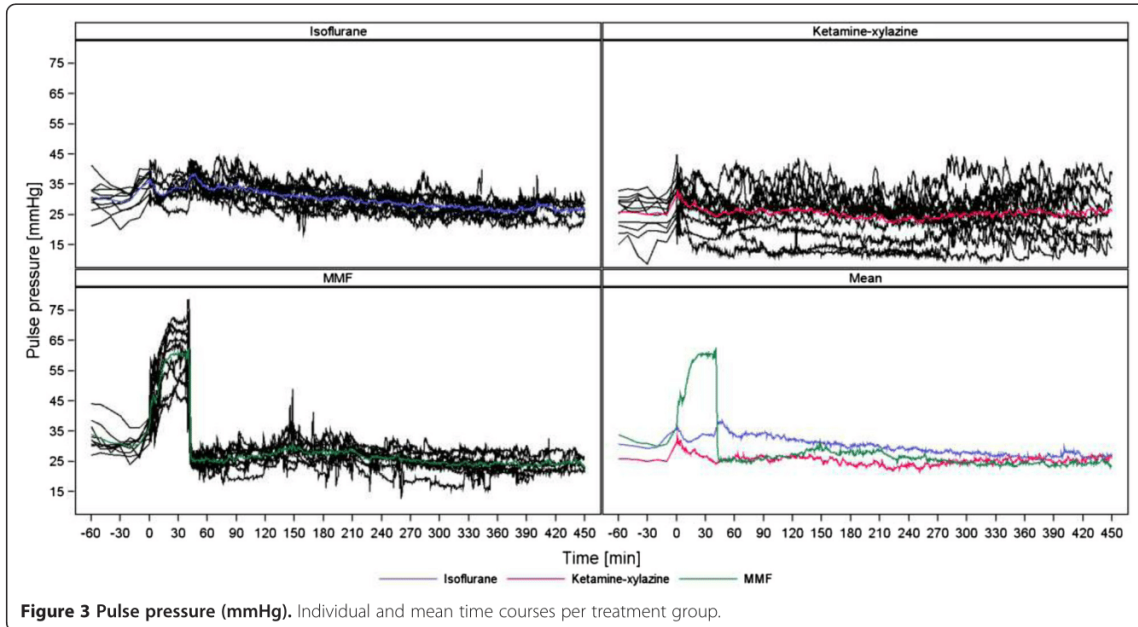 Isoflurane
Ketamine-xylazine
75
65
55
45
35
25
15
MMF
Mean
75
65
55
45
35
25
15
Pulse pressure [mmHg]
-60 -30 0 30 60 90 120 150 180 210 240 270 300 330 360 390 420 450
-60 -30 0 30 60 90 120 150 180 210 240 270 300 330 360 390 420 450
Time [min]
Isoflurane Ketamine-xylazine MMF
Figure 3 Pulse pressure (mmHg). Individual and mean time courses per treatment group.